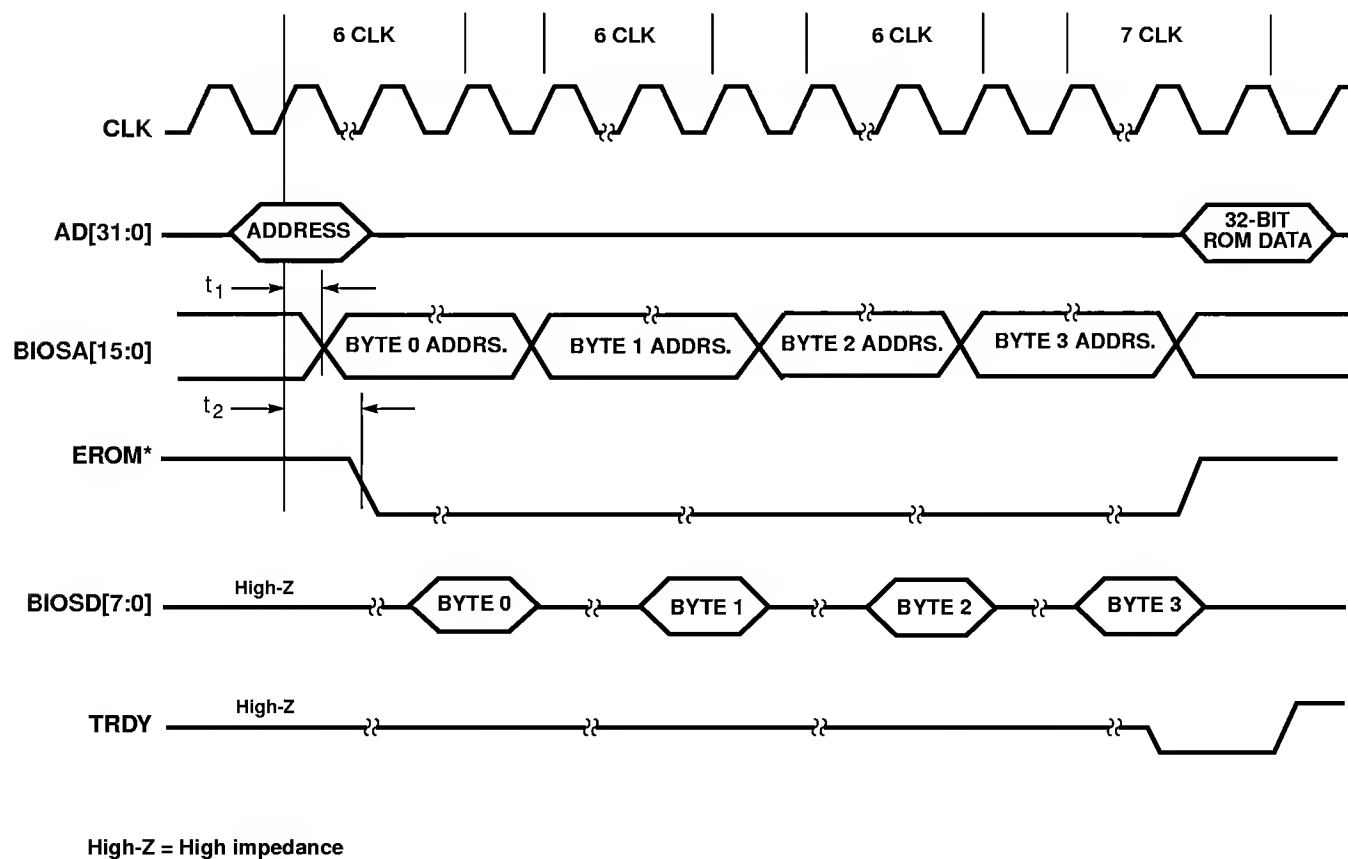 6 CLK 6 CLK 6 CLK 7 CLK
CLK
AD[31:0] ADDRESS 32-BIT ROM DATA
t1
BIOSA[15:0] BYTE 0 ADDRS. BYTE 1 ADDRS. BYTE 2 ADDRS. BYTE 3 ADDRS.
t2
EROM*
High-Z
BIOSD[7:0] BYTE 0 BYTE 1 BYTE 2 BYTE 3
High-Z
TRDY
High-Z = High impedance